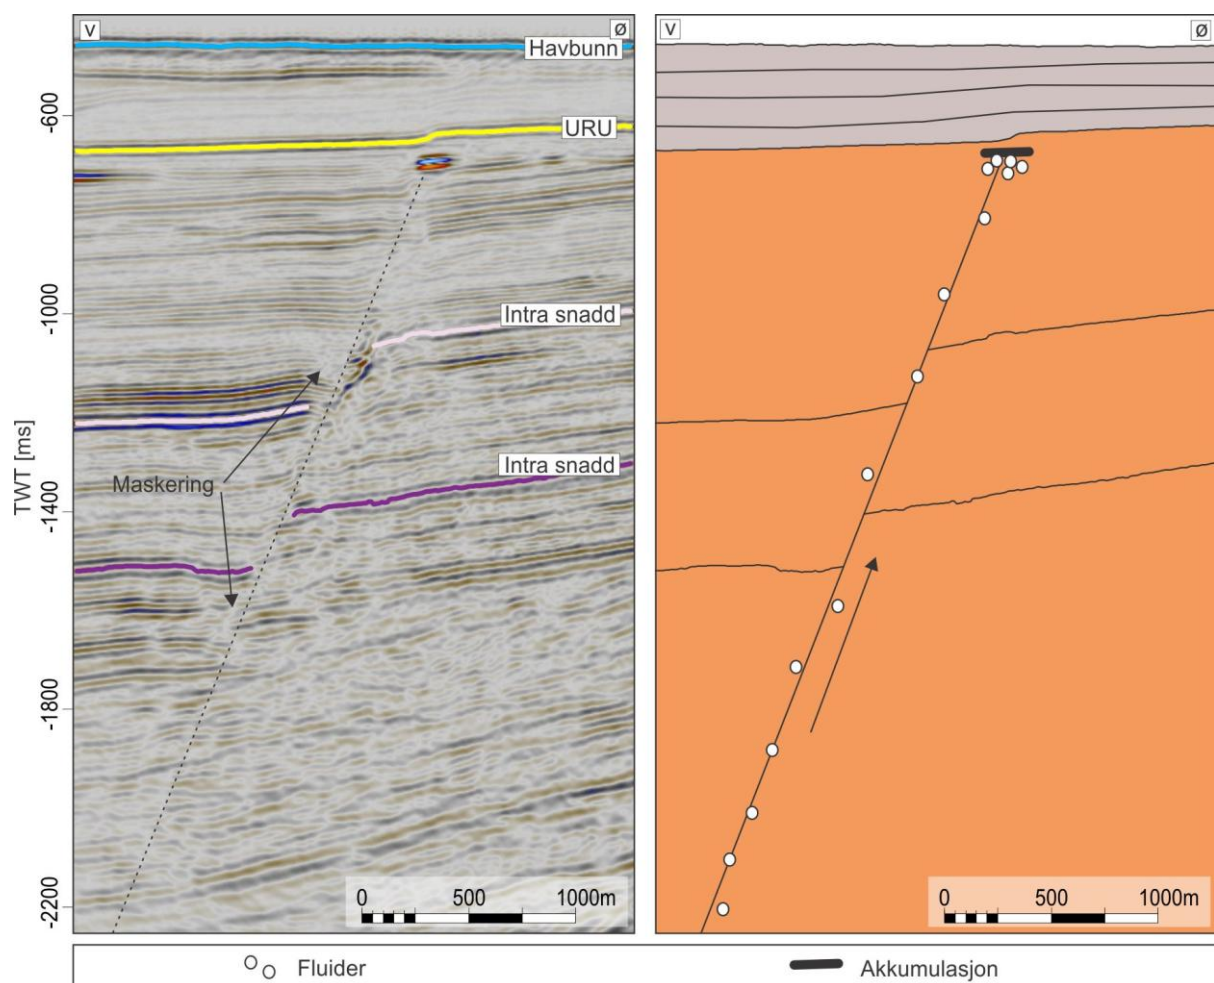 V
Ø
Havbunn
URU
Intra snadd
Intra snadd
Maskering
TWT [ms]
-600
-1000
-1400
-1800
-2200
0 500 1000m
V
Ø
0 500 1000m
Fluider
Akkumulasjon